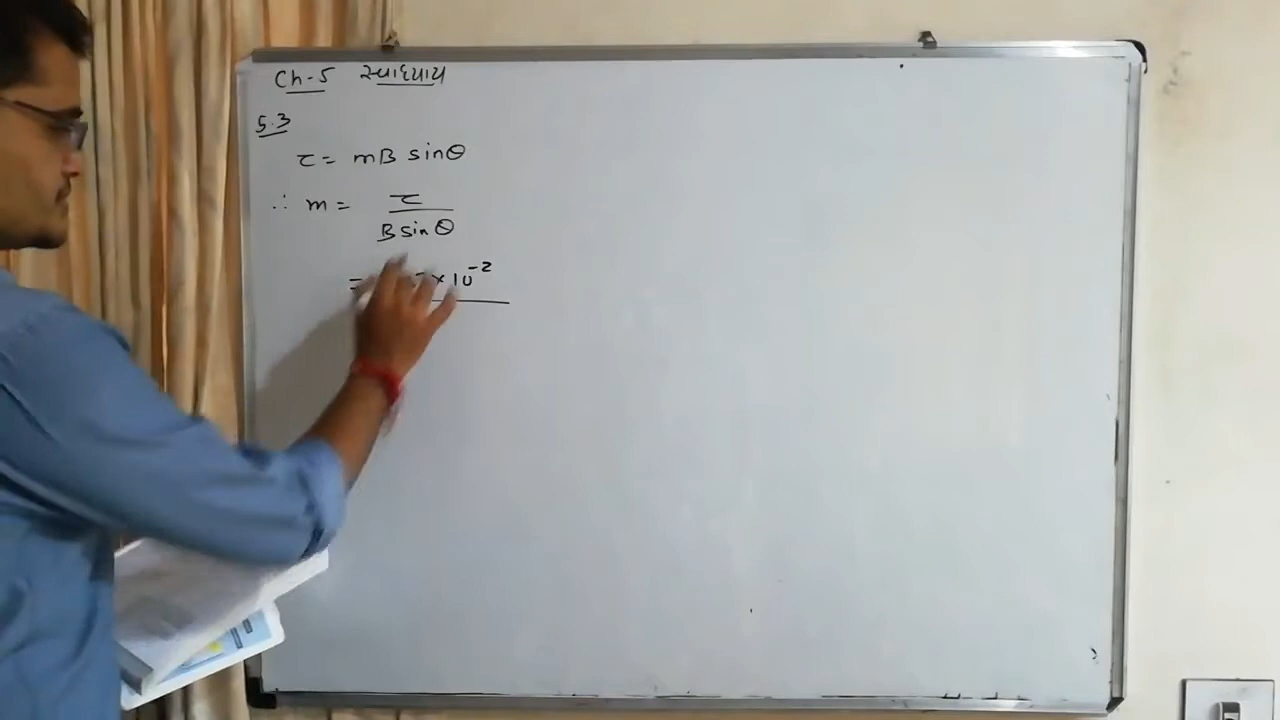 Ch-5 સ્વાધ્યાય
5.3
τ = mB sinθ
∴ m = τ
B sinθ
= × 10⁻²